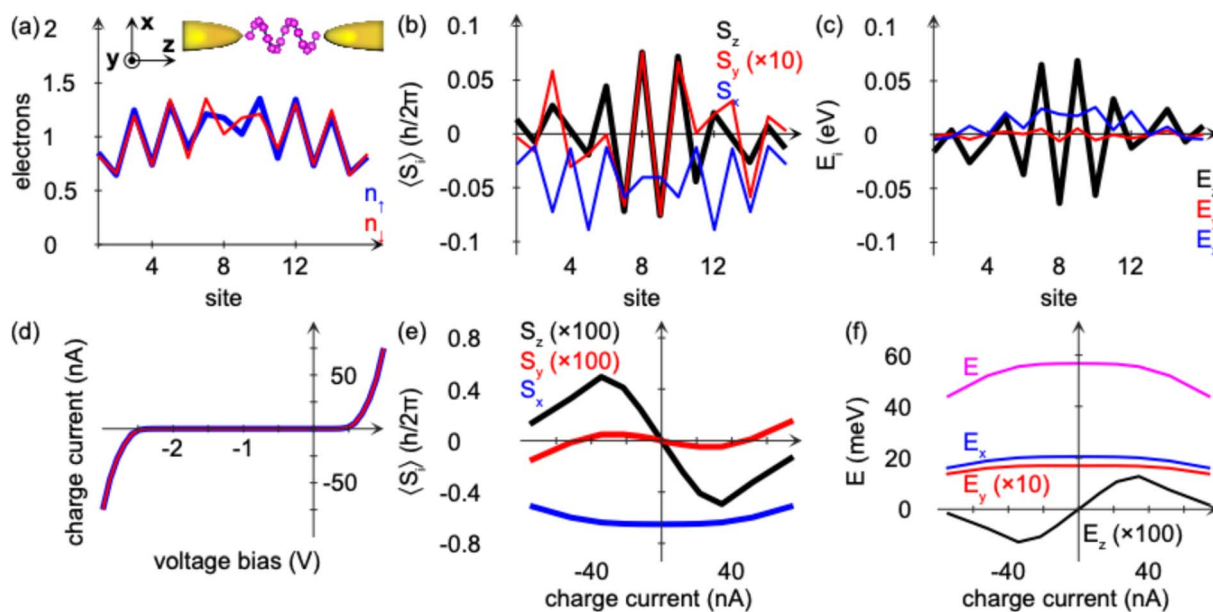 (a)
2
1.5
1
0.5
0
electrons
x
y
z
n↑
n↓
4
8
12
site
(b)
0.1
0.05
0
-0.05
-0.1
⟨Sᵢ⟩ (h/2π)
S_z
S_y (×10)
S_x
4
8
12
site
(c)
0.1
0.05
0
-0.05
-0.1
E_i (eV)
E
E
E
4
8
12
site
(d)
charge current (nA)
50
-50
-2
-1
voltage bias (V)
(e)
0.8
0.4
0
-0.4
-0.8
⟨Sᵢ⟩ (h/2π)
S_z (×100)
S_y (×100)
S_x
-40
40
charge current (nA)
(f)
60
40
20
0
E (meV)
E
E_x
E_y (×10)
E_z (×100)
-40
40
charge current (nA)